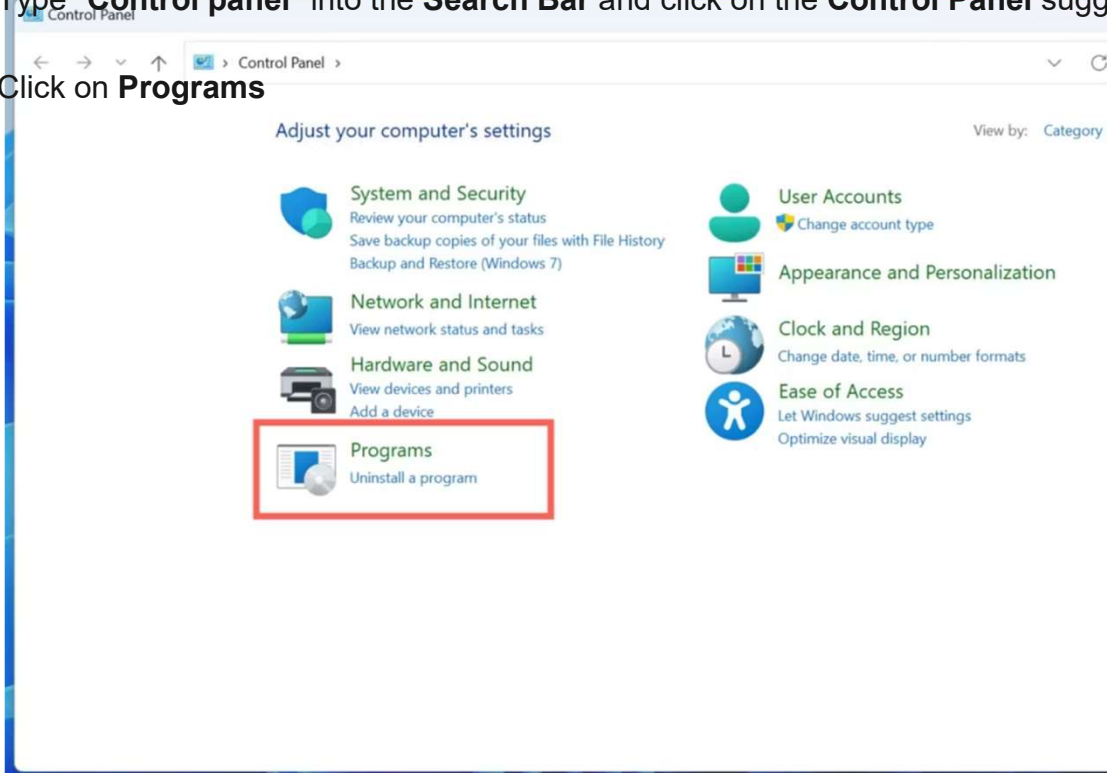 Type "Control panel" into the Search Bar and click on the Control Panel
Control Panel
Control Panel
Click on Programs
Adjust your computer's settings
View by: Category
System and Security
Review your computer's status
Save backup copies of your files with File History
Backup and Restore (Windows 7)
Network and Internet
View network status and tasks
Hardware and Sound
View devices and printers
Add a device
Programs
Uninstall a program
User Accounts
Change account type
Appearance and Personalization
Clock and Region
Change date, time, or number formats
Ease of Access
Let Windows suggest settings
Optimize visual display